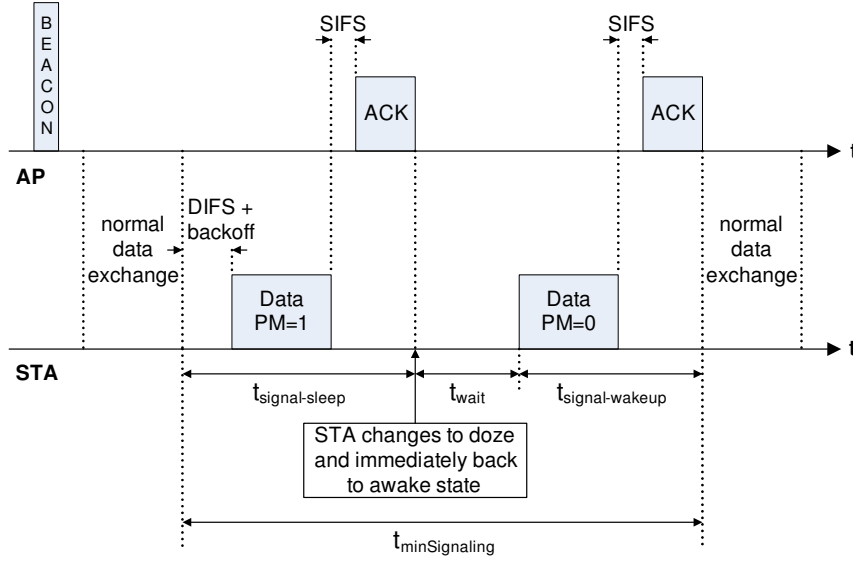 BEACON
SIFS
SIFS
ACK
ACK
t
AP
DIFS +
backoff
normal
data
exchange
normal
data
exchange
Data
PM=1
Data
PM=0
t
STA
tsignal-sleep
twait
tsignal-wakeup
STA changes to doze
and immediately back
to awake state
tminSignaling